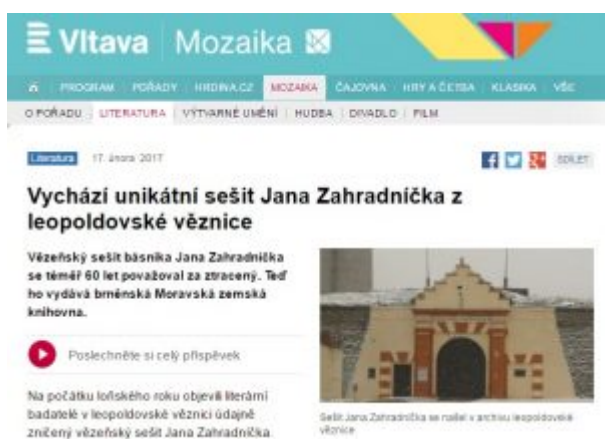 Vltava Mozaika
PROGRAM POŘADY HRDINA.CZ MOZAIKA ČAJOVNA HRY A ČETBA KLASIKA VŠE
O POŘADU LITERATURA VÝTVARNÉ UMĚNÍ HUDBA DIVADLO FILM
Literatura 17. února 2017 SDÍLET
Vychází unikátní sešit Jana Zahradníčka z
leopoldovské věznice
Vězeňský sešit básníka Jana Zahradníčka
se téměř 60 let považoval za ztracený. Teď
ho vydává brněnská Moravská zemská
knihovna.
Poslechněte si celý příspěvek
Na počátku loňského roku objevili literární
badatelé v leopoldovské věznici údajně
zničený vězeňský sešit Jana Zahradníčka.
Sešit Jana Zahradníčka se našel v archivu leopoldovské
věznice